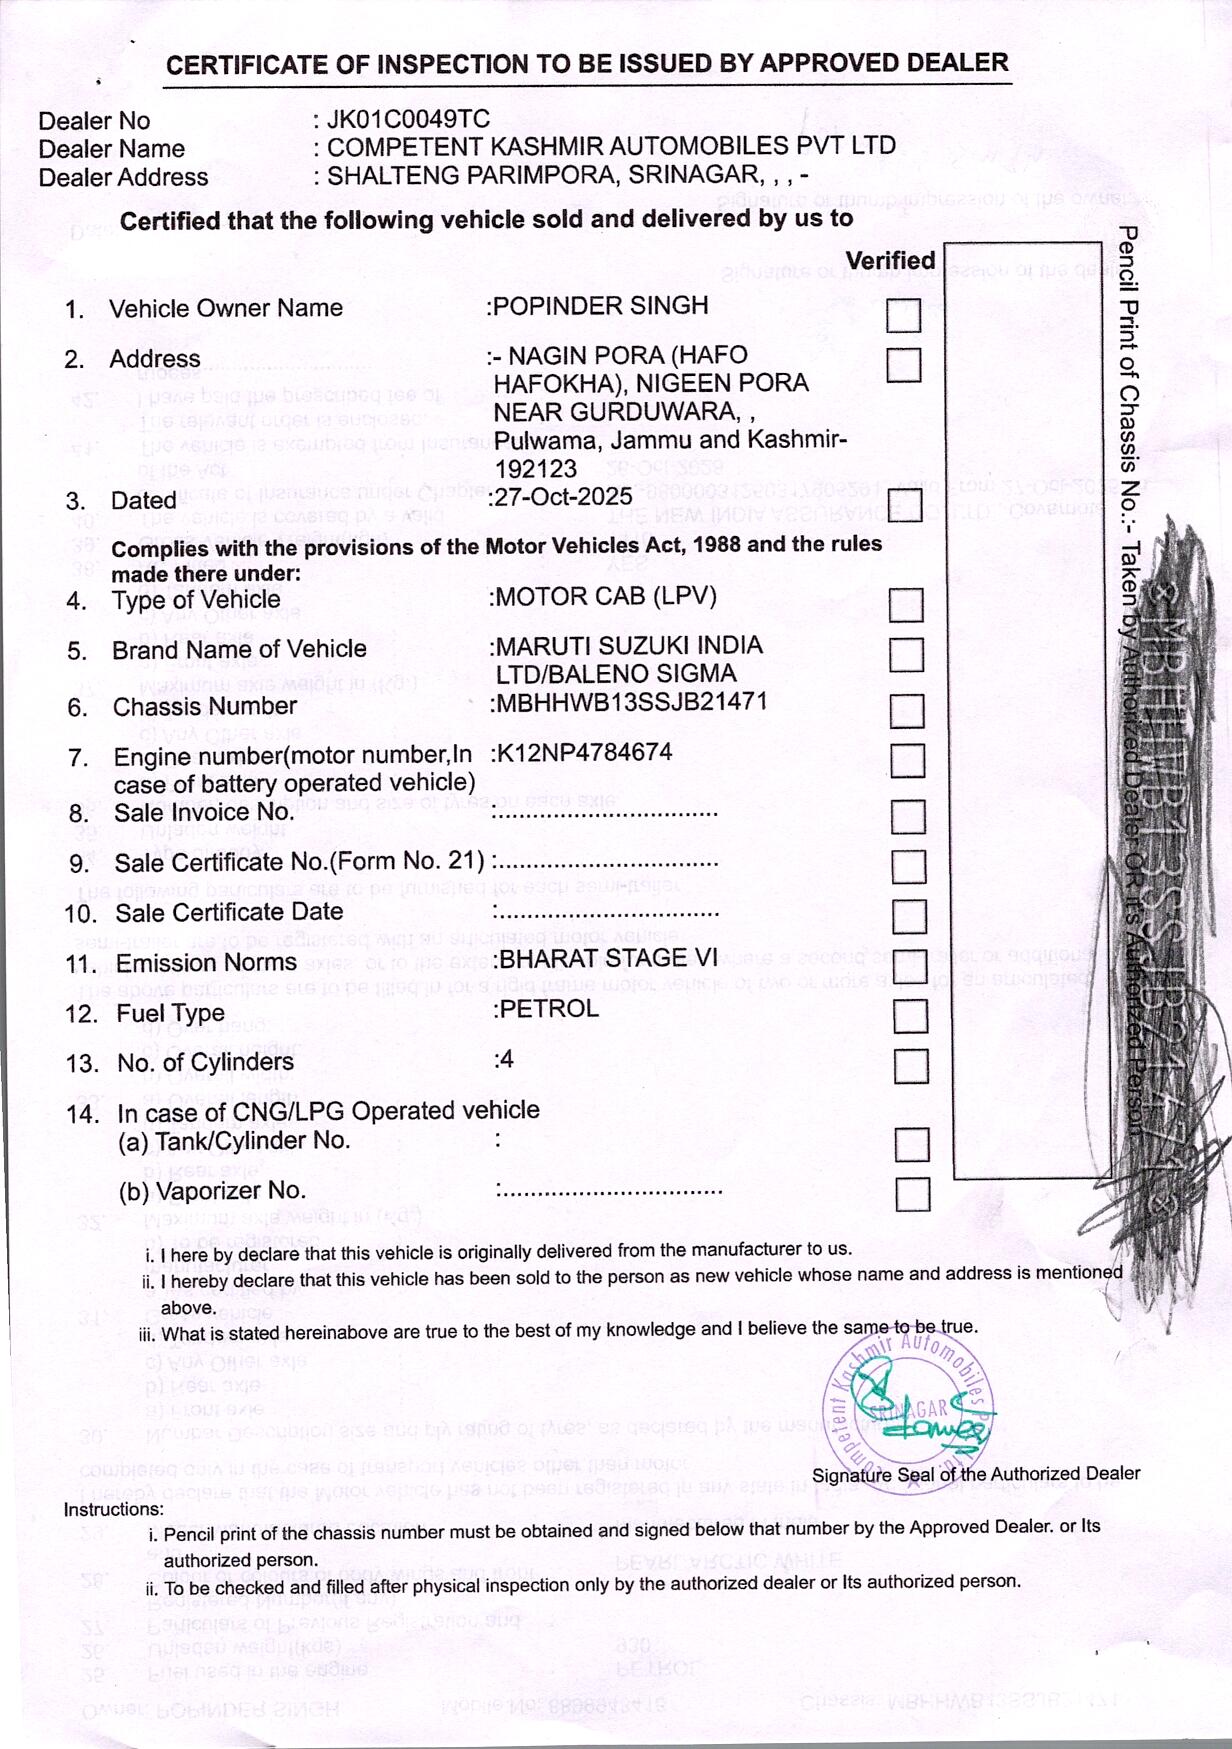 CERTIFICATE OF INSPECTION TO BE ISSUED BY APPROVED DEALER
Dealer No : JK01C0049TC
Dealer Name : COMPETENT KASHMIR AUTOMOBILES PVT LTD
Dealer Address : SHALTENG PARIMPORA, SRINAGAR, , , -
Certified that the following vehicle sold and delivered by us to
Verified
1. Vehicle Owner Name :POPINDER SINGH
2. Address :- NAGIN PORA (HAFO
HAFOKHA), NIGEEN PORA
NEAR GURDUWARA, ,
Pulwama, Jammu and Kashmir-
192123
3. Dated :27-Oct-2025
Complies with the provisions of the Motor Vehicles Act, 1988 and the rules
made there under:
4. Type of Vehicle :MOTOR CAB (LPV)
5. Brand Name of Vehicle :MARUTI SUZUKI INDIA
LTD/BALENO SIGMA
6. Chassis Number :MBHHWB13SSJB21471
7. Engine number(motor number,In :K12NP4784674
case of battery operated vehicle)
8. Sale Invoice No. :....................................
9. Sale Certificate No.(Form No. 21) :....................................
10. Sale Certificate Date :....................................
11. Emission Norms :BHARAT STAGE VI
12. Fuel Type :PETROL
13. No. of Cylinders :4
14. In case of CNG/LPG Operated vehicle
(a) Tank/Cylinder No. :
(b) Vaporizer No. :....................................
Pencil Print of Chassis No.:- Taken by Authorized Dealer OR it's Authorized Person
MBHHWB13SSJB21471
i. I here by declare that this vehicle is originally delivered from the manufacturer to us.
ii. I hereby declare that this vehicle has been sold to the person as new vehicle whose name and address is mentioned
above.
iii. What is stated hereinabove are true to the best of my knowledge and I believe the same to be true.
Competent Kashmir Automobiles
SRINAGAR
Signature Seal of the Authorized Dealer
Instructions:
i. Pencil print of the chassis number must be obtained and signed below that number by the Approved Dealer. or Its
authorized person.
ii. To be checked and filled after physical inspection only by the authorized dealer or Its authorized person.